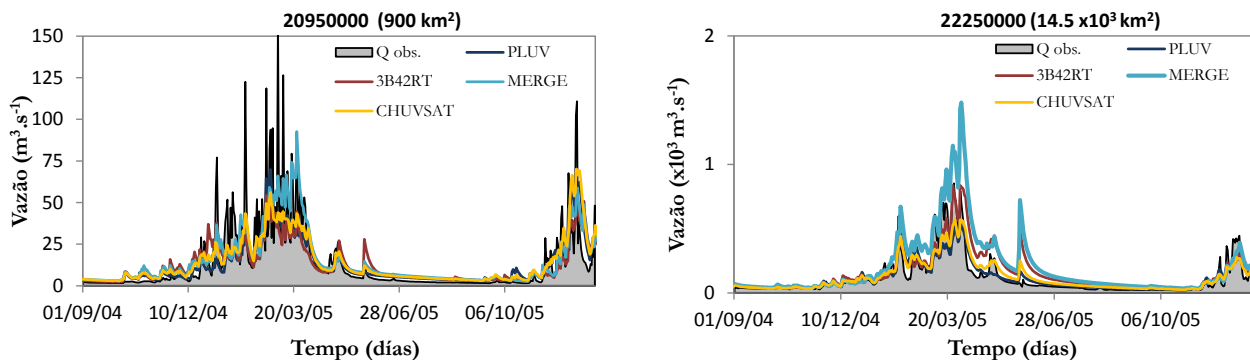 20950000 (900 km²)
150
125
100
75
50
25
0
Vazão (m³.s⁻¹)
Q obs.
PLUV
3B42RT
MERGE
CHUVSAT
01/09/04
10/12/04
20/03/05
28/06/05
06/10/05
Tempo (días)
22250000 (14.5 x10³ km²)
2
1
0
Vazão (x10³ m³.s⁻¹)
Q obs.
PLUV
3B42RT
MERGE
CHUVSAT
01/09/04
10/12/04
20/03/05
28/06/05
06/10/05
Tempo (días)